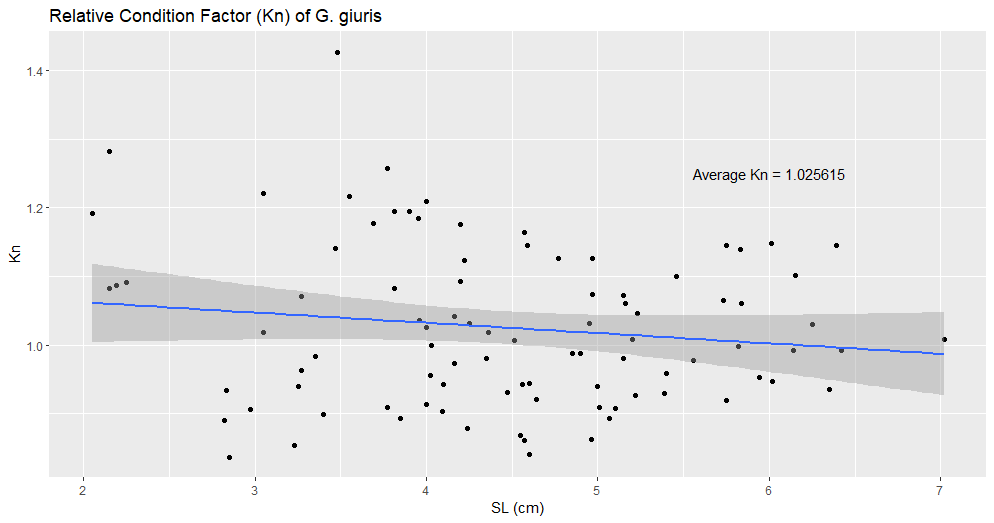 Relative Condition Factor (Kn) of G. giuris
1.4
1.2
1.0
Kn
Average Kn = 1.025615
2 3 4 5 6 7
SL (cm)